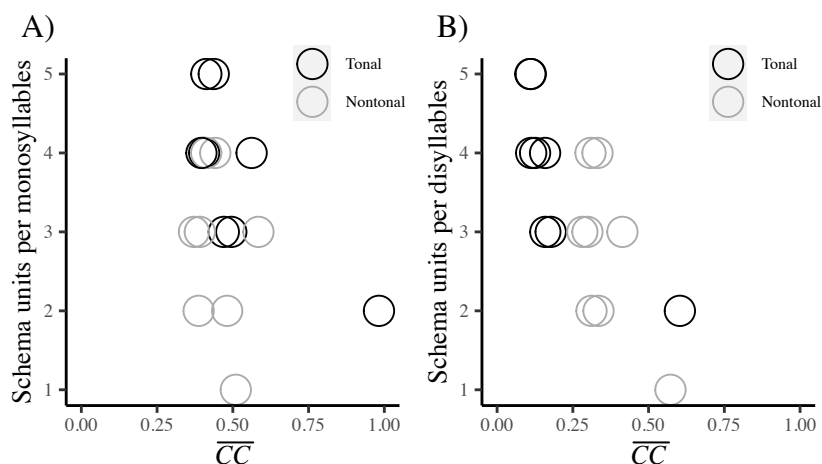 A)
Schema units per monosyllables
5
4
3
2
1
0.00 0.25 0.50 0.75 1.00
CC
Tonal
Nontonal
B)
Schema units per disyllables
5
4
3
2
1
0.00 0.25 0.50 0.75 1.00
CC
Tonal
Nontonal